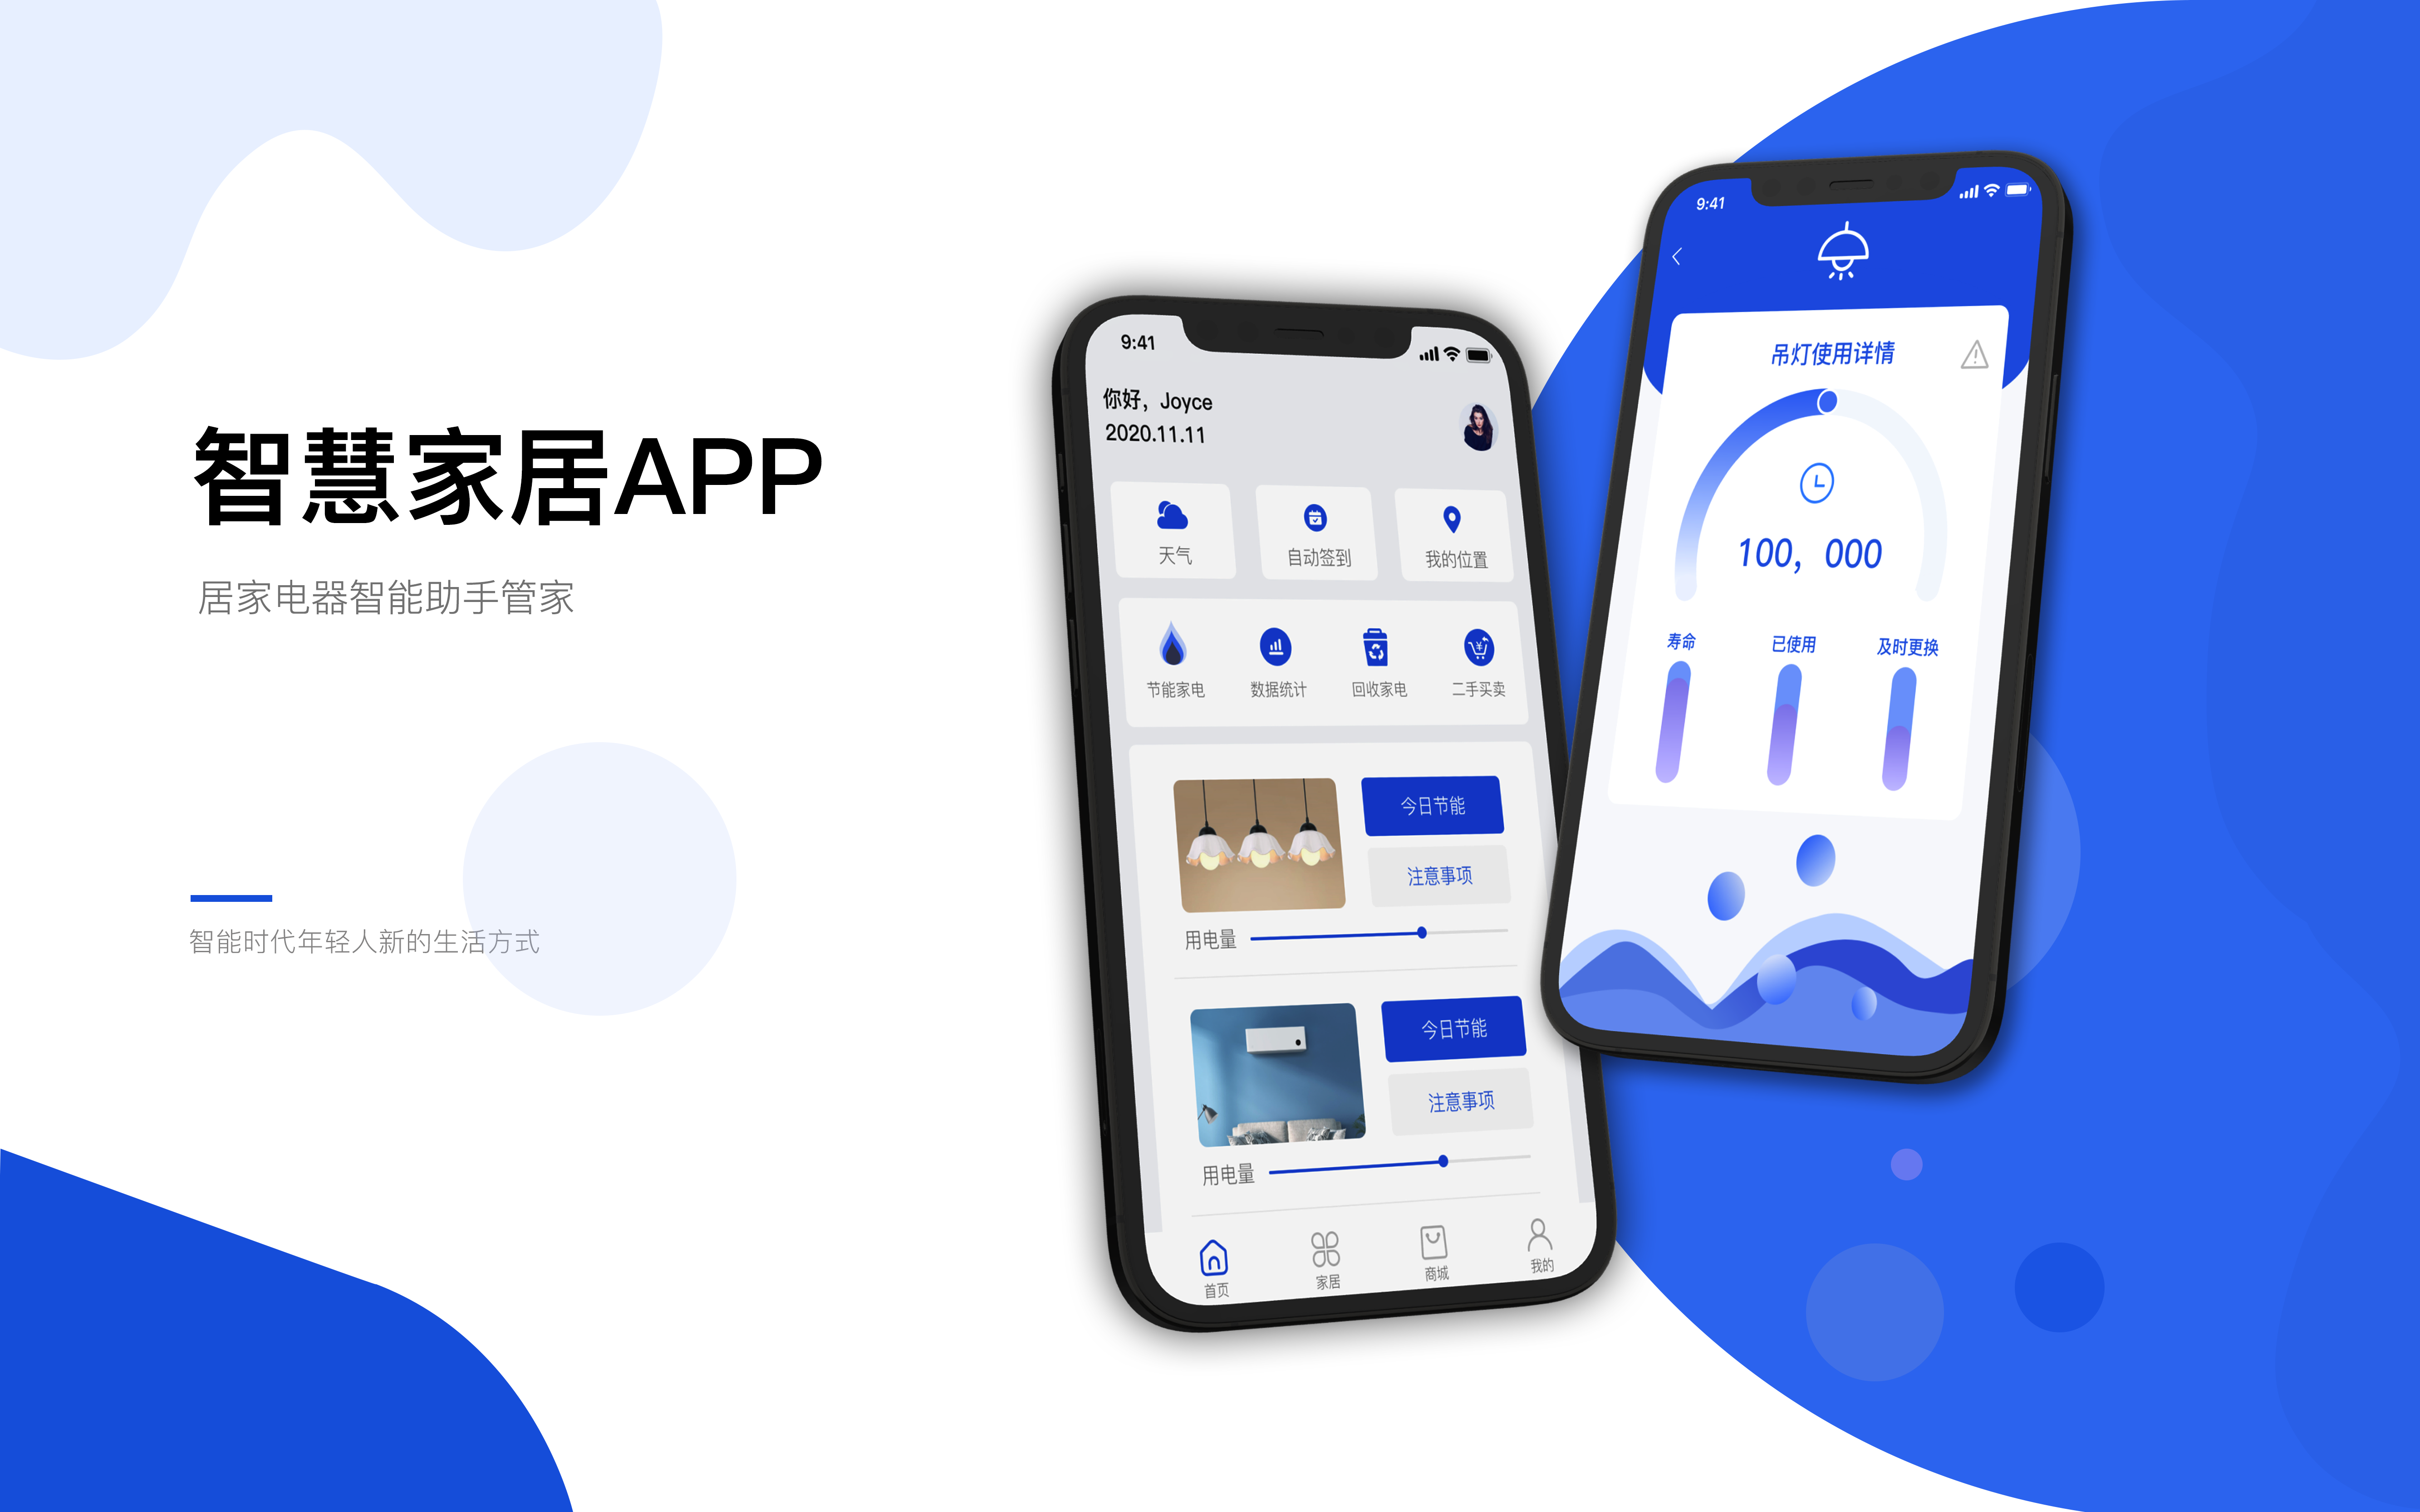 智慧家居APP
居家电器智能助手管家
智能时代年轻人新的生活方式
9:41
你好，Joyce
2020.11.11
天气
自动签到
我的位置
节能家电
数据统计
回收家电
二手买卖
今日节能
注意事项
用电量
今日节能
注意事项
用电量
首页
家居
商城
我的
9:41
吊灯使用详情
100，000
寿命
已使用
及时更换